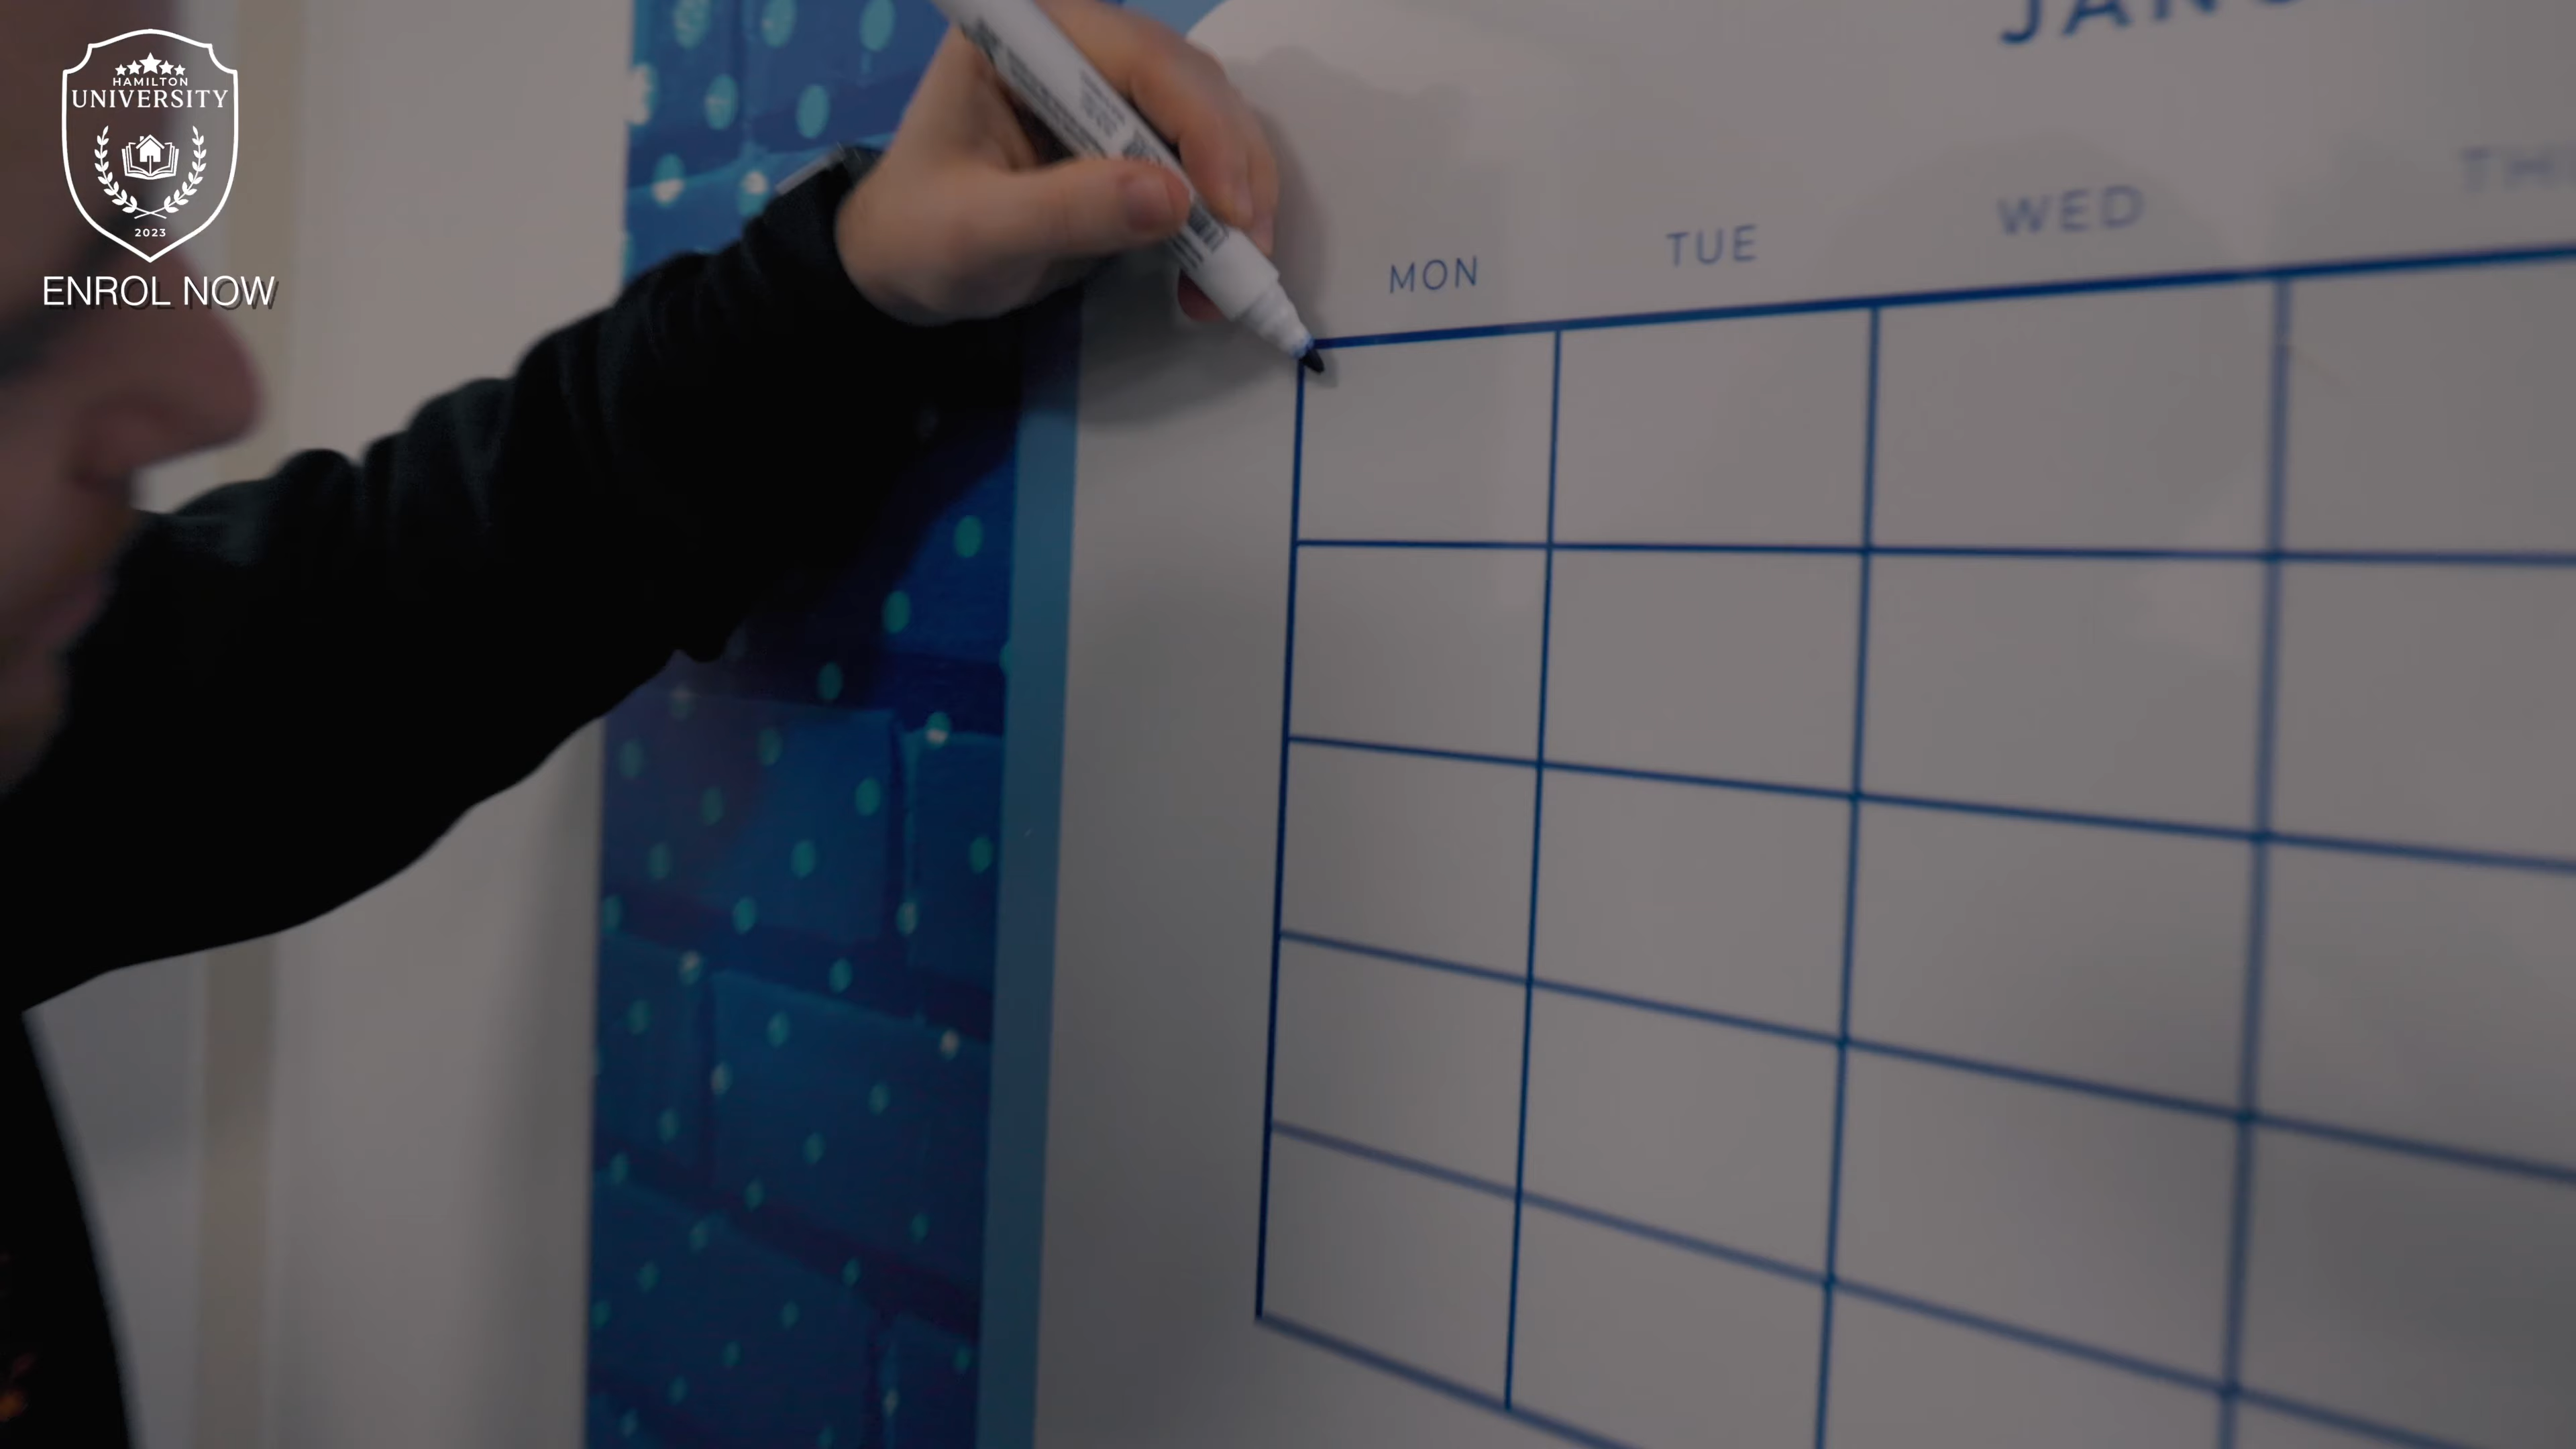 HAMILTON
UNIVERSITY
2023
ENROL NOW
MON TUE WED